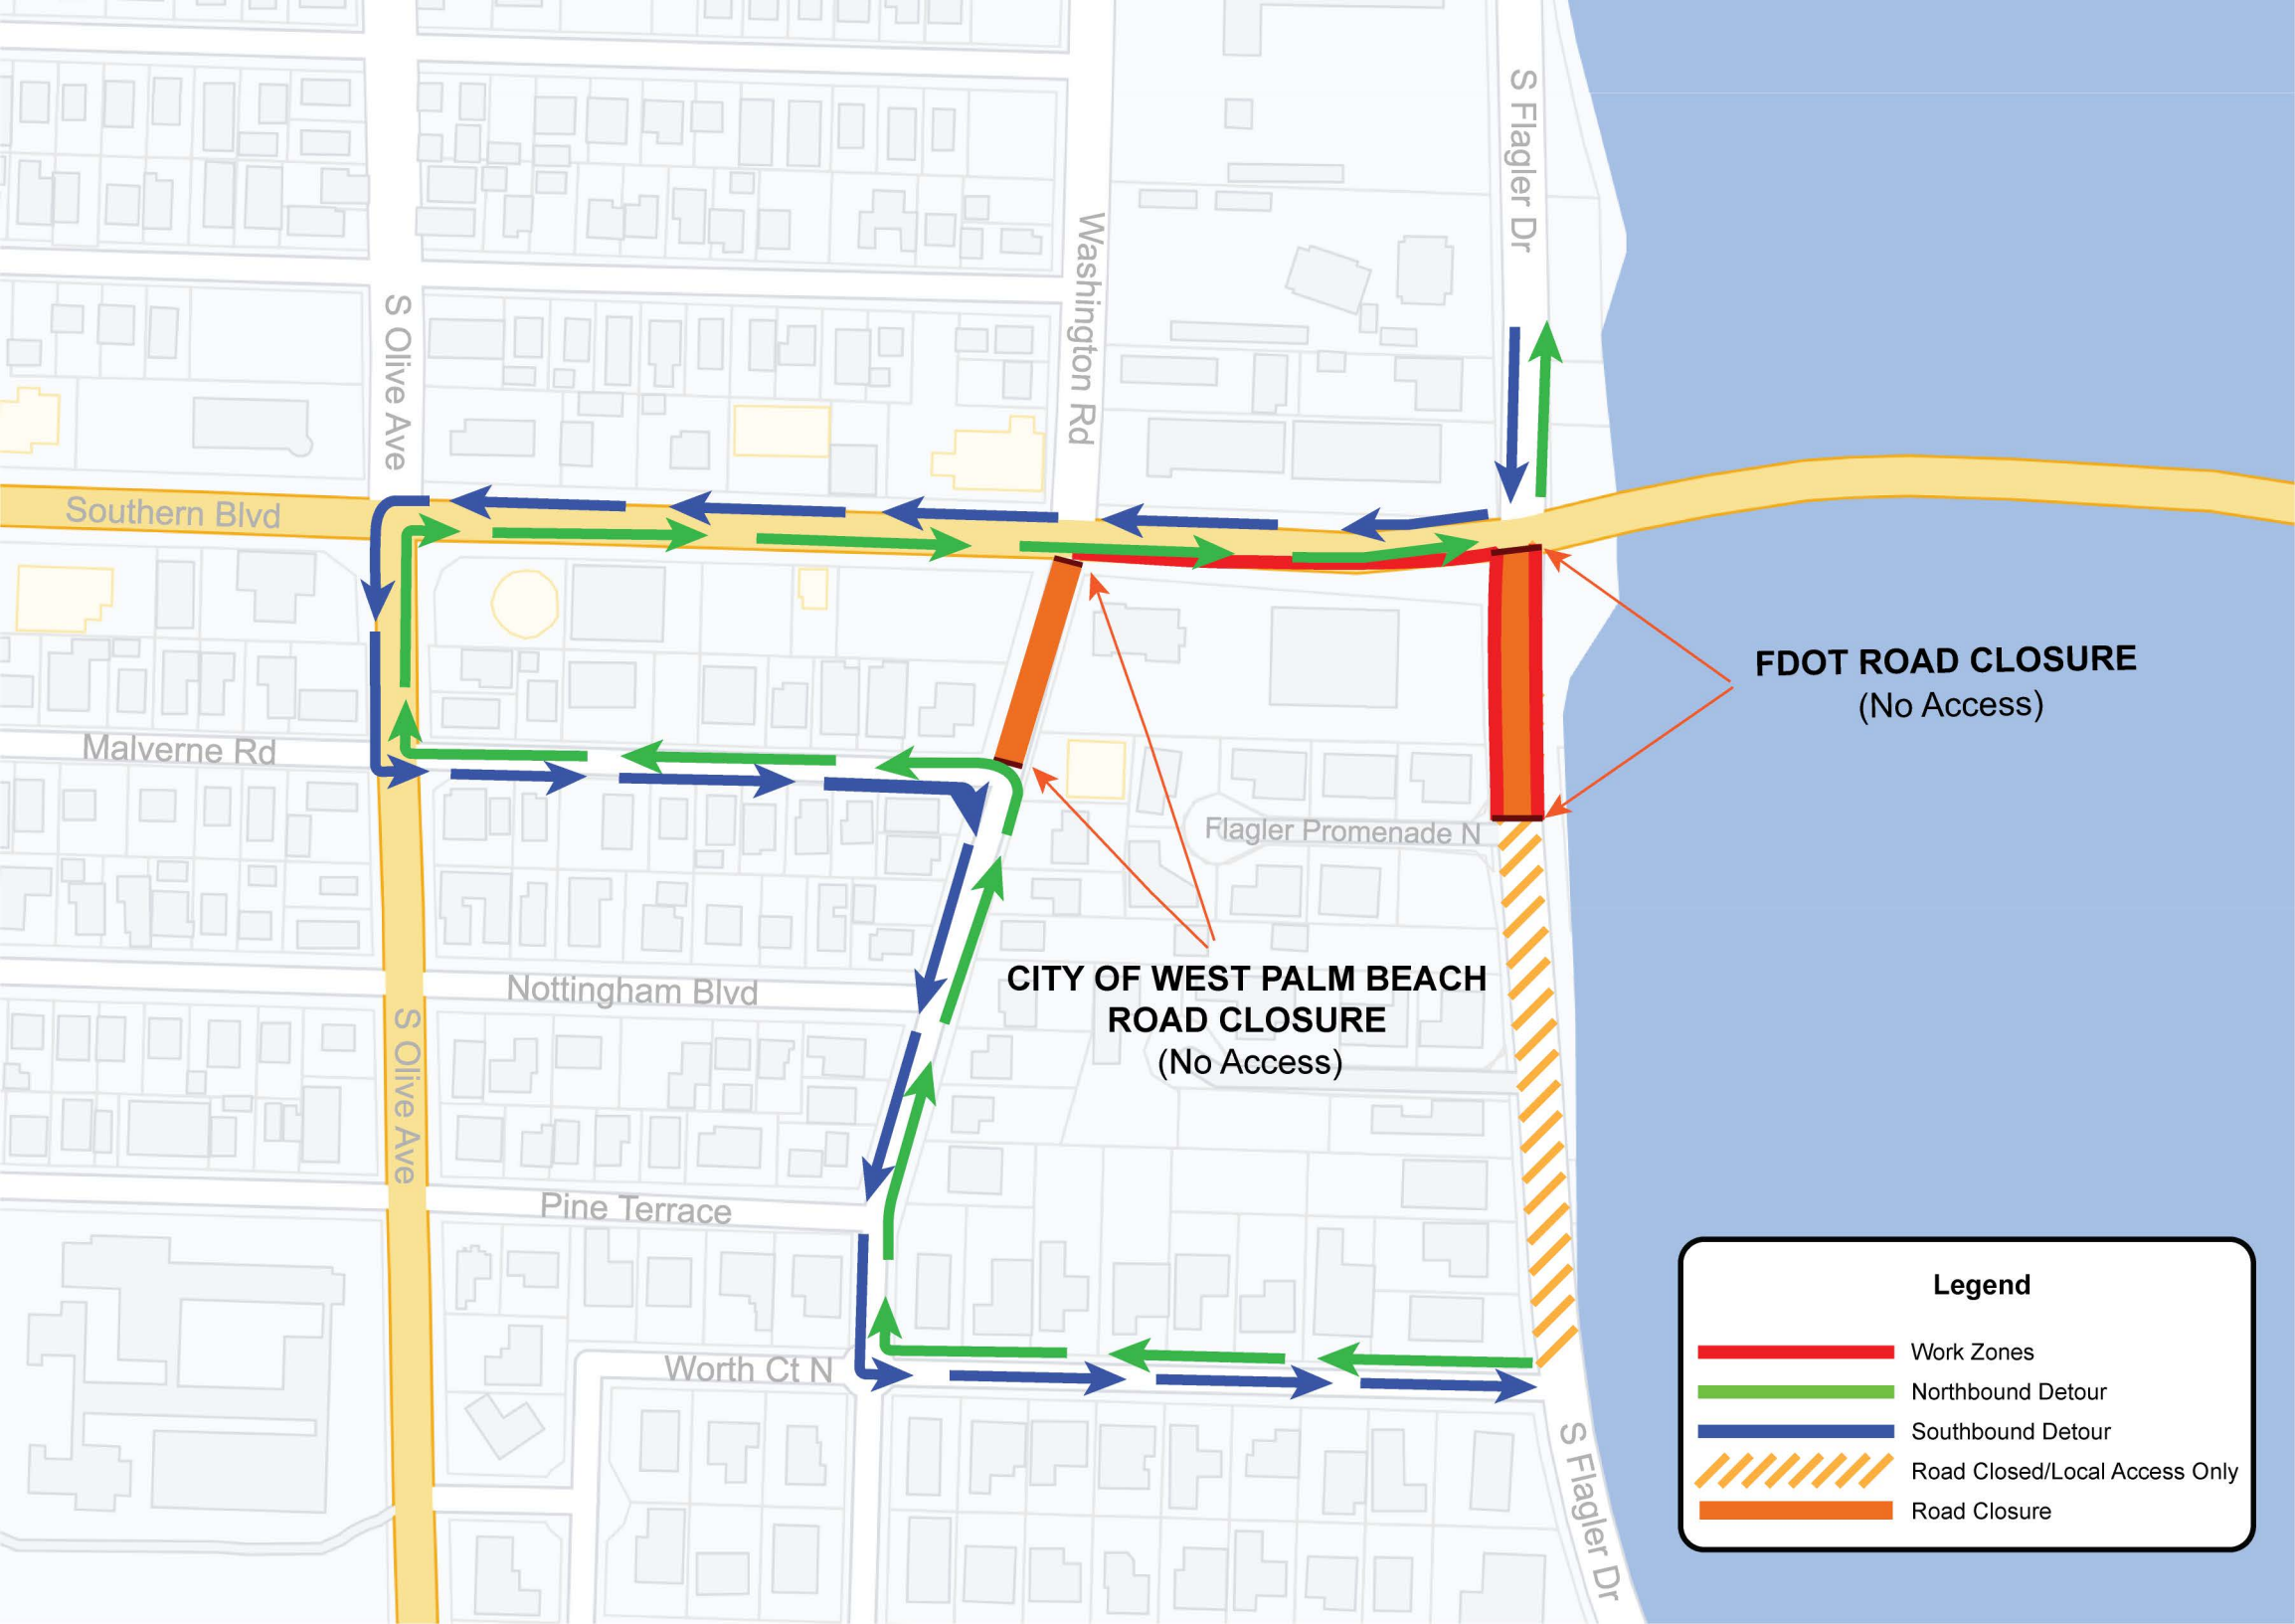 S Flagler Dr
Washington Rd
S Olive Ave
Southern Blvd
FDOT ROAD CLOSURE
(No Access)
Malverne Rd
Flagler Promenade N
CITY OF WEST PALM BEACH
ROAD CLOSURE
(No Access)
Nottingham Blvd
S Olive Ave
Pine Terrace
Worth Ct N
S Flagler Dr
Legend
Work Zones
Northbound Detour
Southbound Detour
Road Closed/Local Access Only
Road Closure